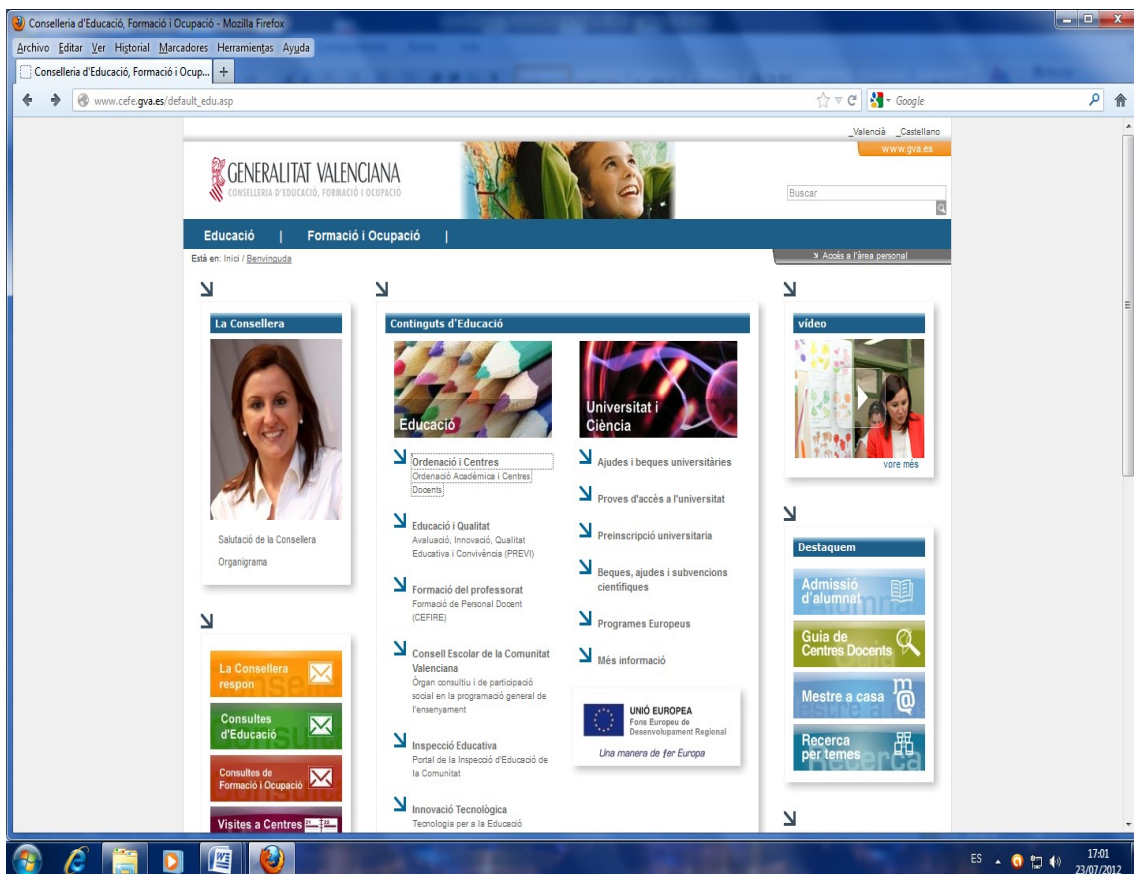 Conselleria d'Educació, Formació i Ocupació - Mozilla Firefox
Archivo Editar Ver Historial Marcadores Herramientas Ayuda
Conselleria d'Educació, Formació i Ocup...
www.cefe.gva.es/default_edu.asp
Google
_Valencià _Castellano
www.gva.es
GENERALITAT VALENCIANA
CONSELLERIA D'EDUCACIÓ, FORMACIÓ I OCUPACIÓ
Buscar
Educació | Formació i Ocupació |
Està en: Inici / Benvinguda
Accés a l'àrea personal
La Consellera
Salutació de la Consellera
Organigrama
La Consellera
respon
Consultes
d'Educació
Consultes de
Formació i Ocupació
Visites a Centres
Continguts d'Educació
Educació
Ordenació i Centres
Ordenació Acadèmica i Centres
Docents
Educació i Qualitat
Avaluació, Innovació, Qualitat
Educativa i Convivència (PREVI)
Formació del professorat
Formació de Personal Docent
(CEFIRE)
Consell Escolar de la Comunitat
Valenciana
Òrgan consultiu i de participació
social en la programació general de
l'ensenyament
Inspecció Educativa
Portal de la Inspecció d'Educació de
la Comunitat
Innovació Tecnològica
Tecnologia per a la Educació
Universitat i
Ciència
Ajudes i beques universitàries
Proves d'accès a l'universitat
Preinscripció universitaria
Beques, ajudes i subvencions
científiques
Programes Europeus
Més informació
UNIÓ EUROPEA
Fons Europeu de
Desenvolupament Regional
Una manera de fer Europa
vídeo
vore més
Destaquem
Admissió
d'alumnat
Guia de
Centres Docents
Mestre a casa
Recerca
per temes
ES
17:01
23/07/2012